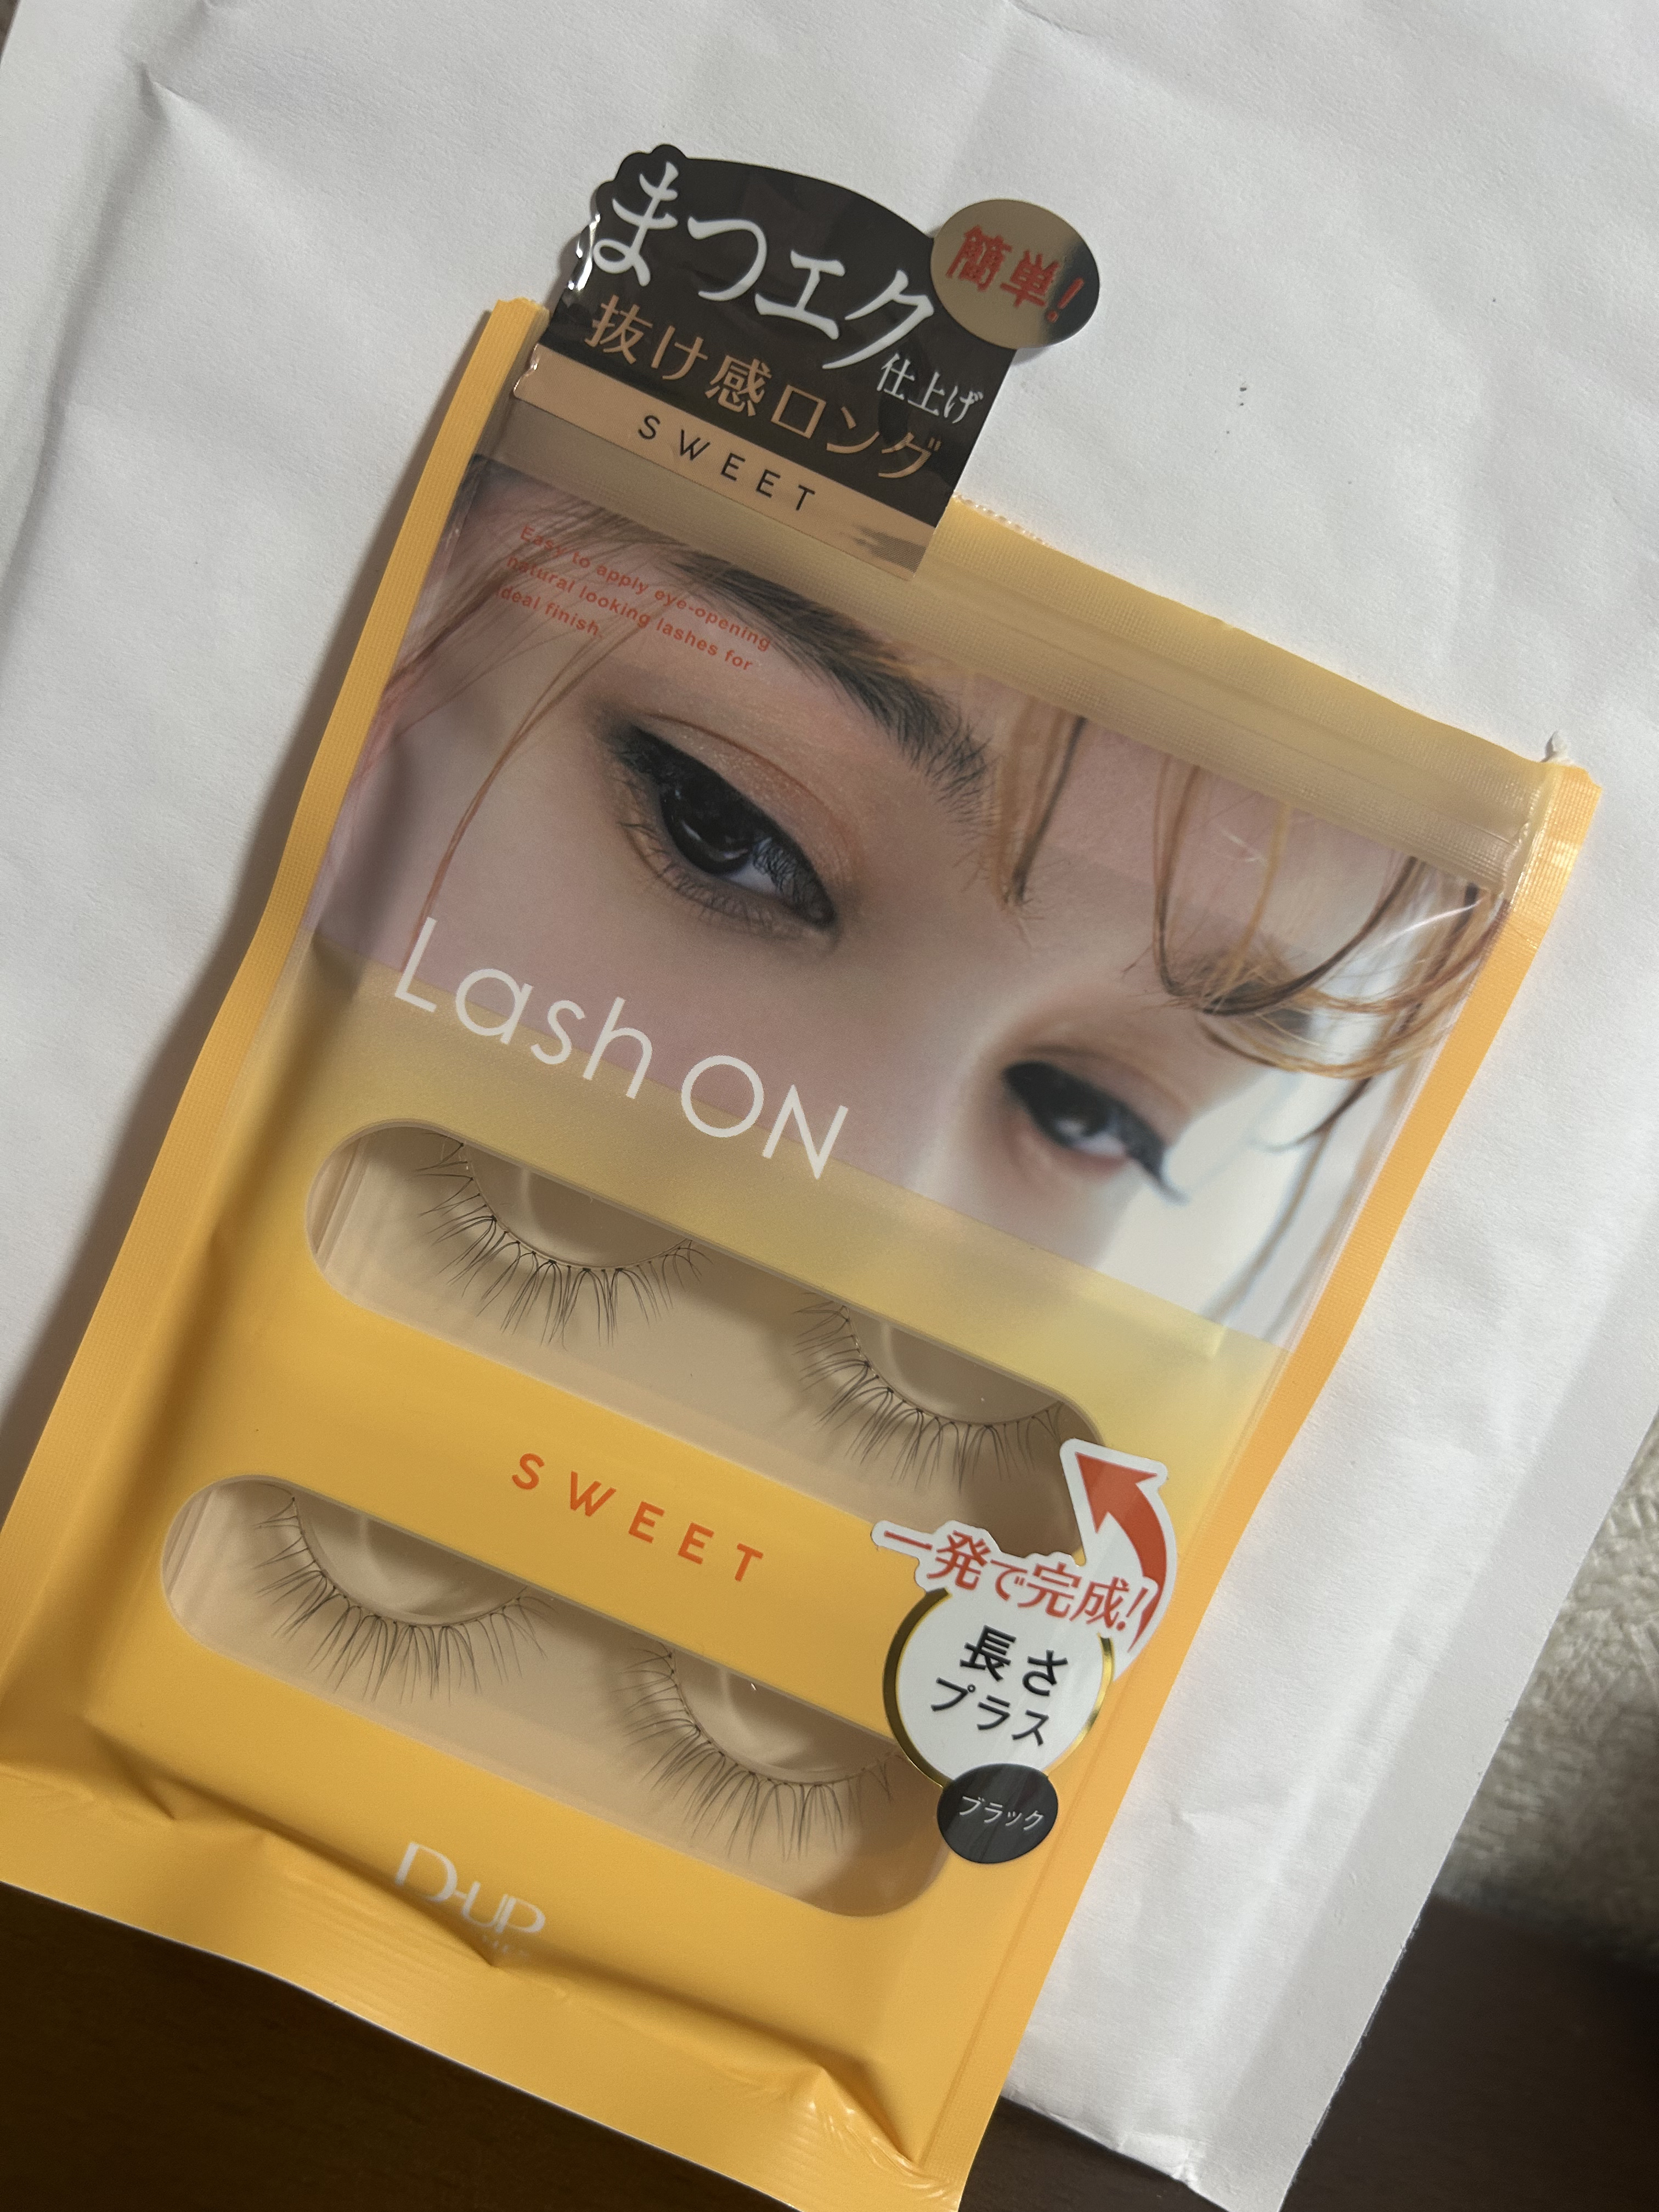 まつエク
仕上げ
簡単!
抜け感ロング
SWEET
Easy to apply eye-opening
natural looking lashes for
ideal finish.
Lash ON
SWEET
一発で完成!
長さ
プラス
ブラック
D-UP